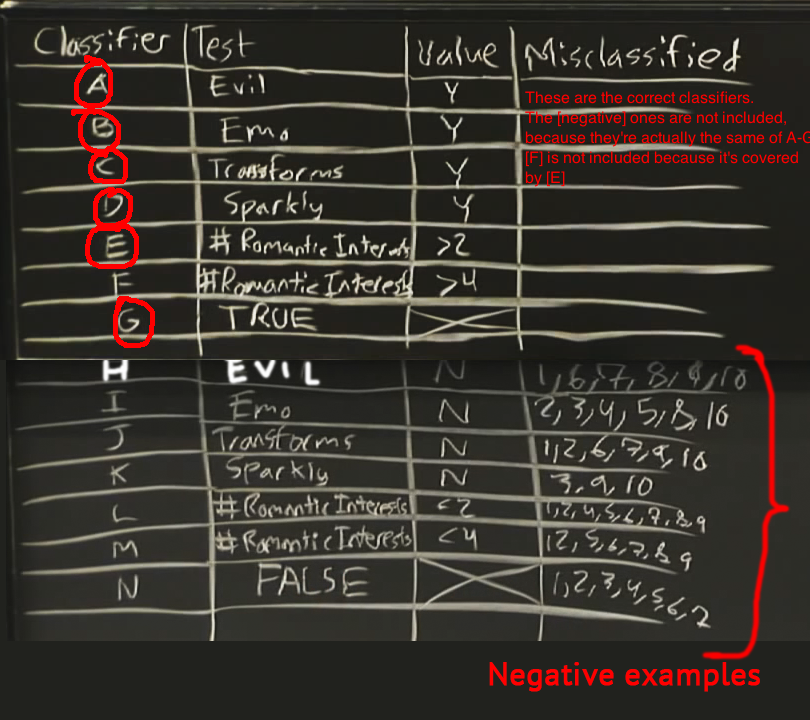 Classifier Test Value Misclassified
A Evil Y
These are the correct classifiers.
The [negative] ones are not included,
B Emo Y
because they're actually the same of A-G
C Transforms Y
[F] is not included because it's covered
by [E]
D Sparkly Y
E # Romantic Interests >2
F #Romantic Interests >4
G TRUE
H EVIL N 1,6,7,8,9,10
I Emo N 2,3,4,5,8,10
J Transforms N 1,2,6,7,9,10
K Sparkly N 3,9,10
L #Romantic Interests <2 1,2,4,5,6,7,8,9
M #Romantic Interests <4 1,2,5,6,7,8,9
N FALSE 1,2,3,4,5,6,7
Negative examples